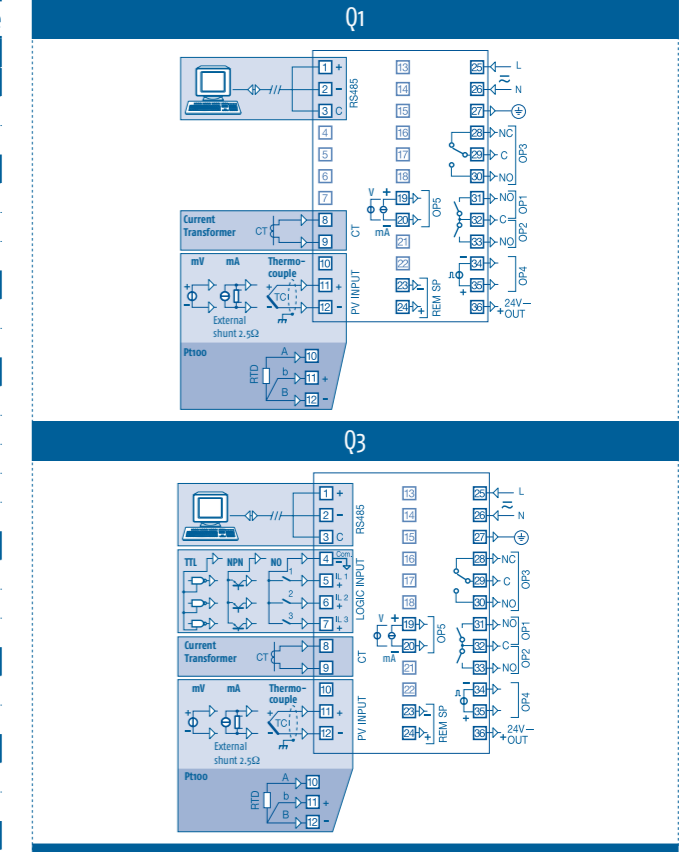 Q1
1 + 13 25 L
2 - 14 26 N
3 C 15 27
RS485
4 16 28 NC
5 17 29 C
6 18 30 NO
OP3
7 V + 19 31 NO
OP1
Current
Transformer
CT 8 - mA 20 32 C
OP5
9 21 33 NO
CT
OP2
mV mA Thermo-
couple
10 22 34 -
+ + TC 11 + 23 - 35 +
OP4
- - 12 - 24 + 36 + 24V
OUT
PV INPUT
REM SP
External
shunt 2.5Ω
Pt100
RTD
A 10
b 11 +
B 12 -
Q3
1 + 13 25 L
2 - 14 26 N
3 C 15 27
RS485
TTL NPN NO 4 Com. - 16 28 NC
1 5 IL 1 + 17 29 C
2 6 IL 2 + 18 30 NO
OP3
3 7 IL 3 + V + 19 31 NO
LOGIC INPUT
OP1
Current
Transformer
CT 8 - mA 20 32 C
OP5
9 21 33 NO
CT
OP2
mV mA Thermo-
couple
10 22 34 -
+ + TC 11 + 23 - 35 +
OP4
- - 12 - 24 + 36 + 24V
OUT
PV INPUT
REM SP
External
shunt 2.5Ω
Pt100
RTD
A 10
b 11 +
B 12 -